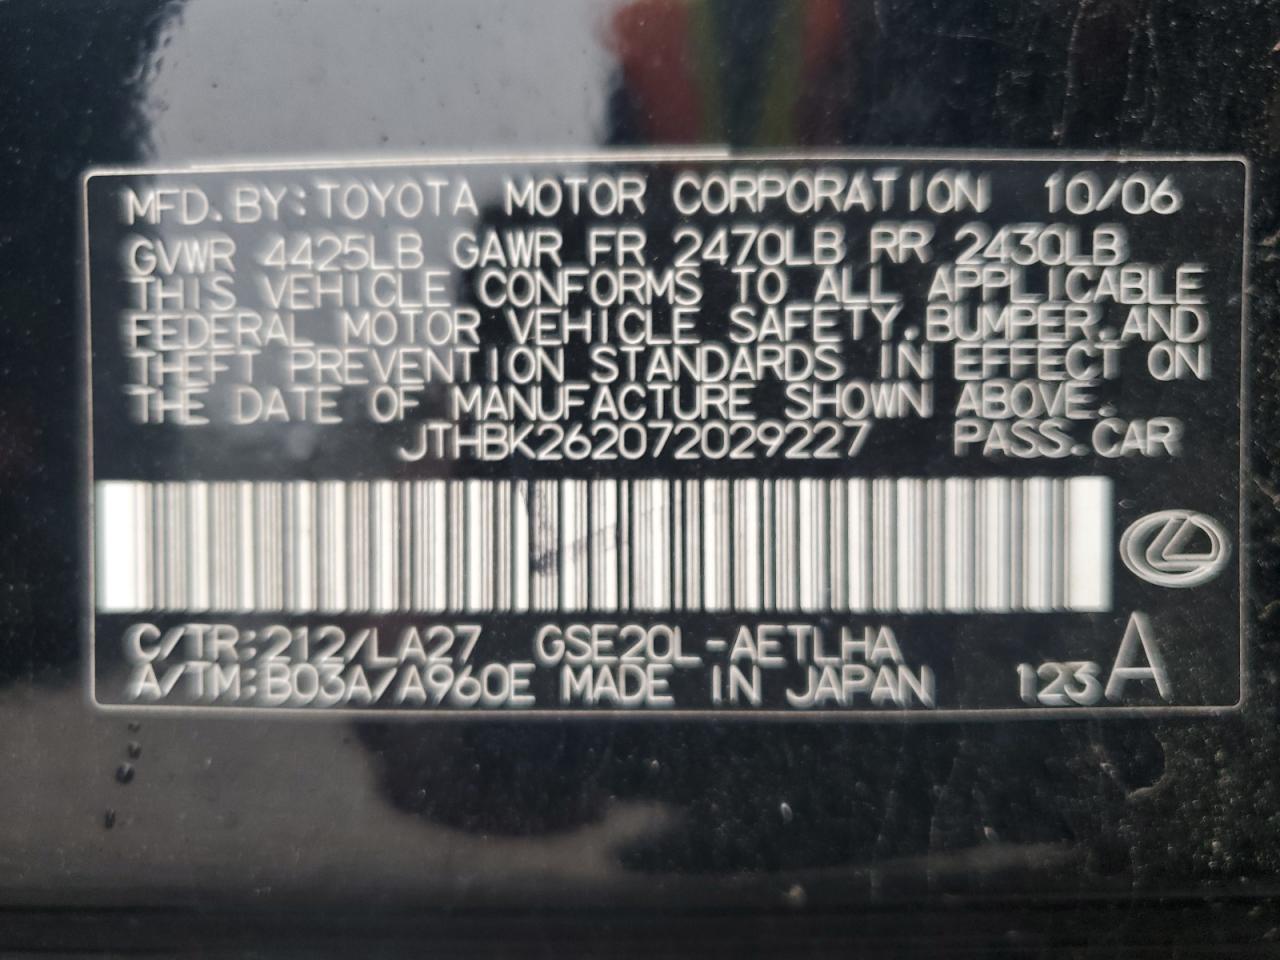 MFD.BY:TOYOTA MOTOR CORPORATION 10/06
GVWR 4425LB GAWR FR 2470LB RR 2430LB
THIS VEHICLE CONFORMS TO ALL APPLICABLE
FEDERAL MOTOR VEHICLE SAFETY,BUMPER,AND
THEFT PREVENTION STANDARDS IN EFFECT ON
THE DATE OF MANUFACTURE SHOWN ABOVE.
JTHBK262072029227 PASS.CAR
C/TR:212/LA27 GSE20L-AETLHA
A/TM:B03A/A960E MADE IN JAPAN 123A